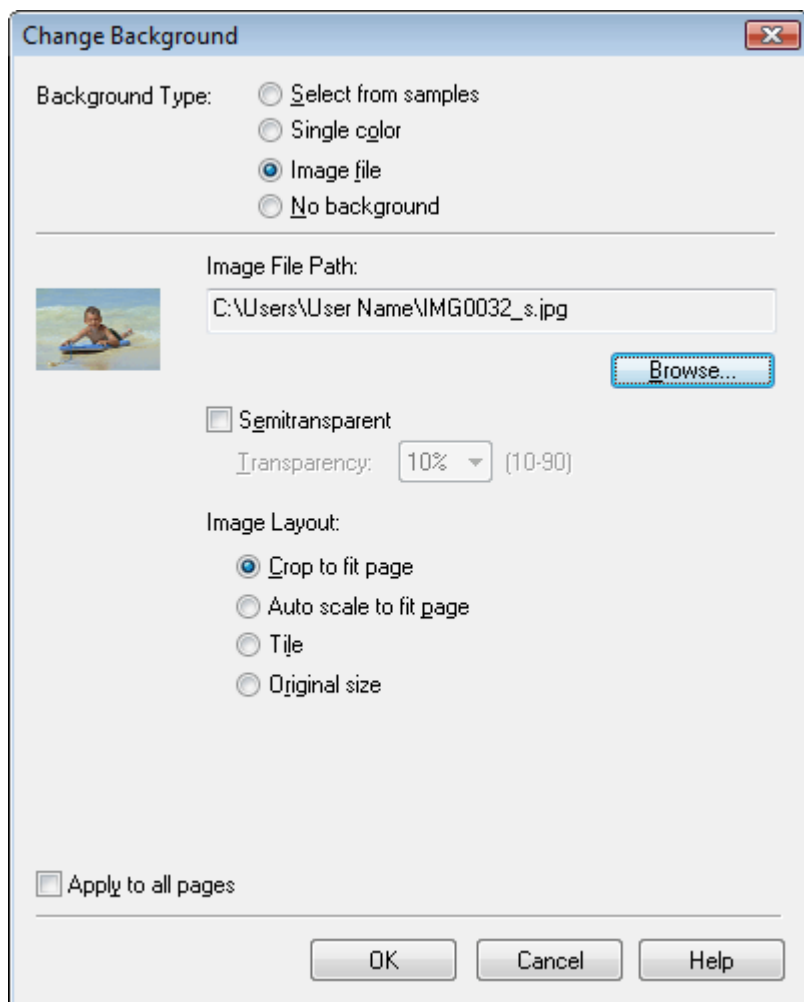 Change Background
Background Type:
Select from samples
Single color
Image file
No background
Image File Path:
C:\Users\User Name\IMG0032_s.jpg
Browse...
Semitransparent
Transparency: 10% (10-90)
Image Layout:
Crop to fit page
Auto scale to fit page
Tile
Original size
Apply to all pages
OK Cancel Help